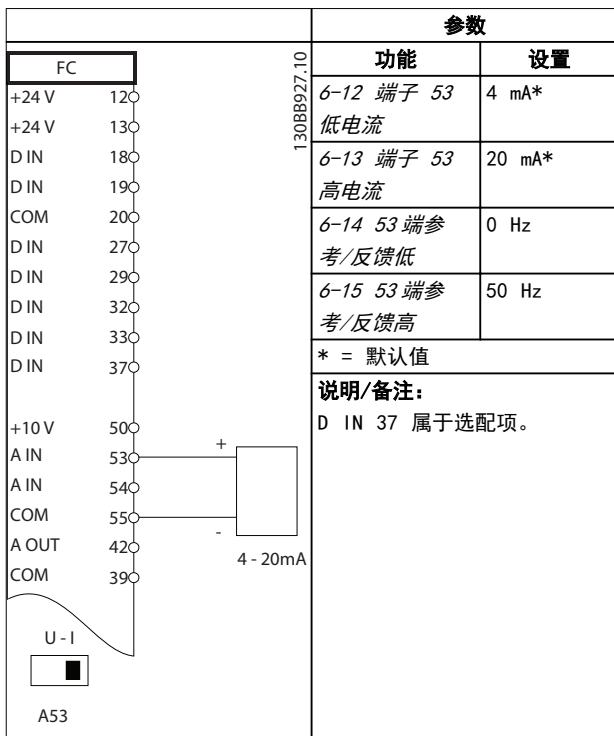 FC
130BB927.10
+24 V 12
+24 V 13
D IN 18
D IN 19
COM 20
D IN 27
D IN 29
D IN 32
D IN 33
D IN 37
+10 V 50
A IN 53
A IN 54
COM 55
A OUT 42
COM 39
+
-
4 - 20mA
U - I
A53
参数
功能 设置
6-12 端子 53 4 mA*
低电流
6-13 端子 53 20 mA*
高电流
6-14 53 端参 0 Hz
考/反馈低
6-15 53 端参 50 Hz
考/反馈高
* = 默认值
说明/备注：
D IN 37 属于选配项。